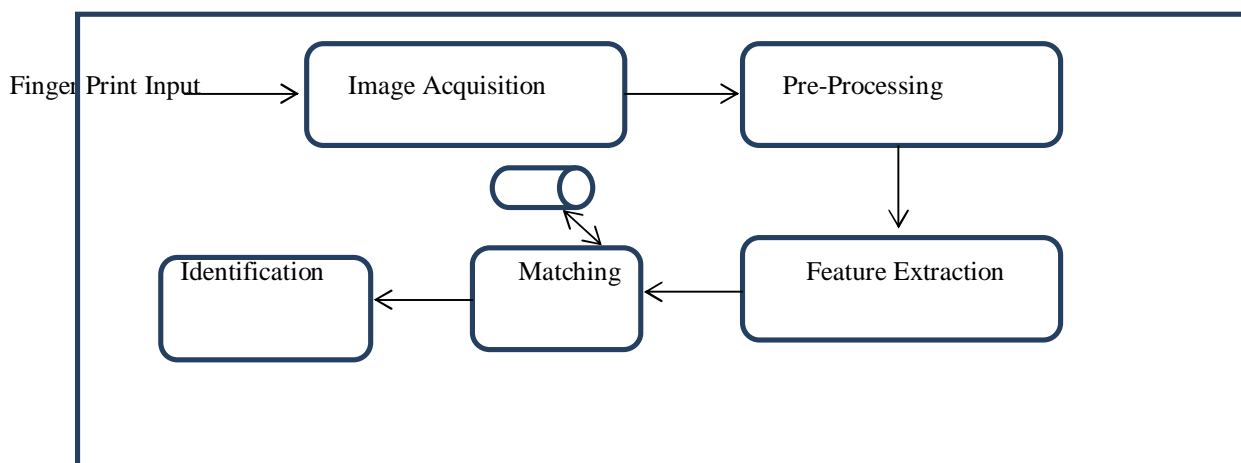 Finger Print Input
Image Acquisition
Pre-Processing
Feature Extraction
Matching
Identification